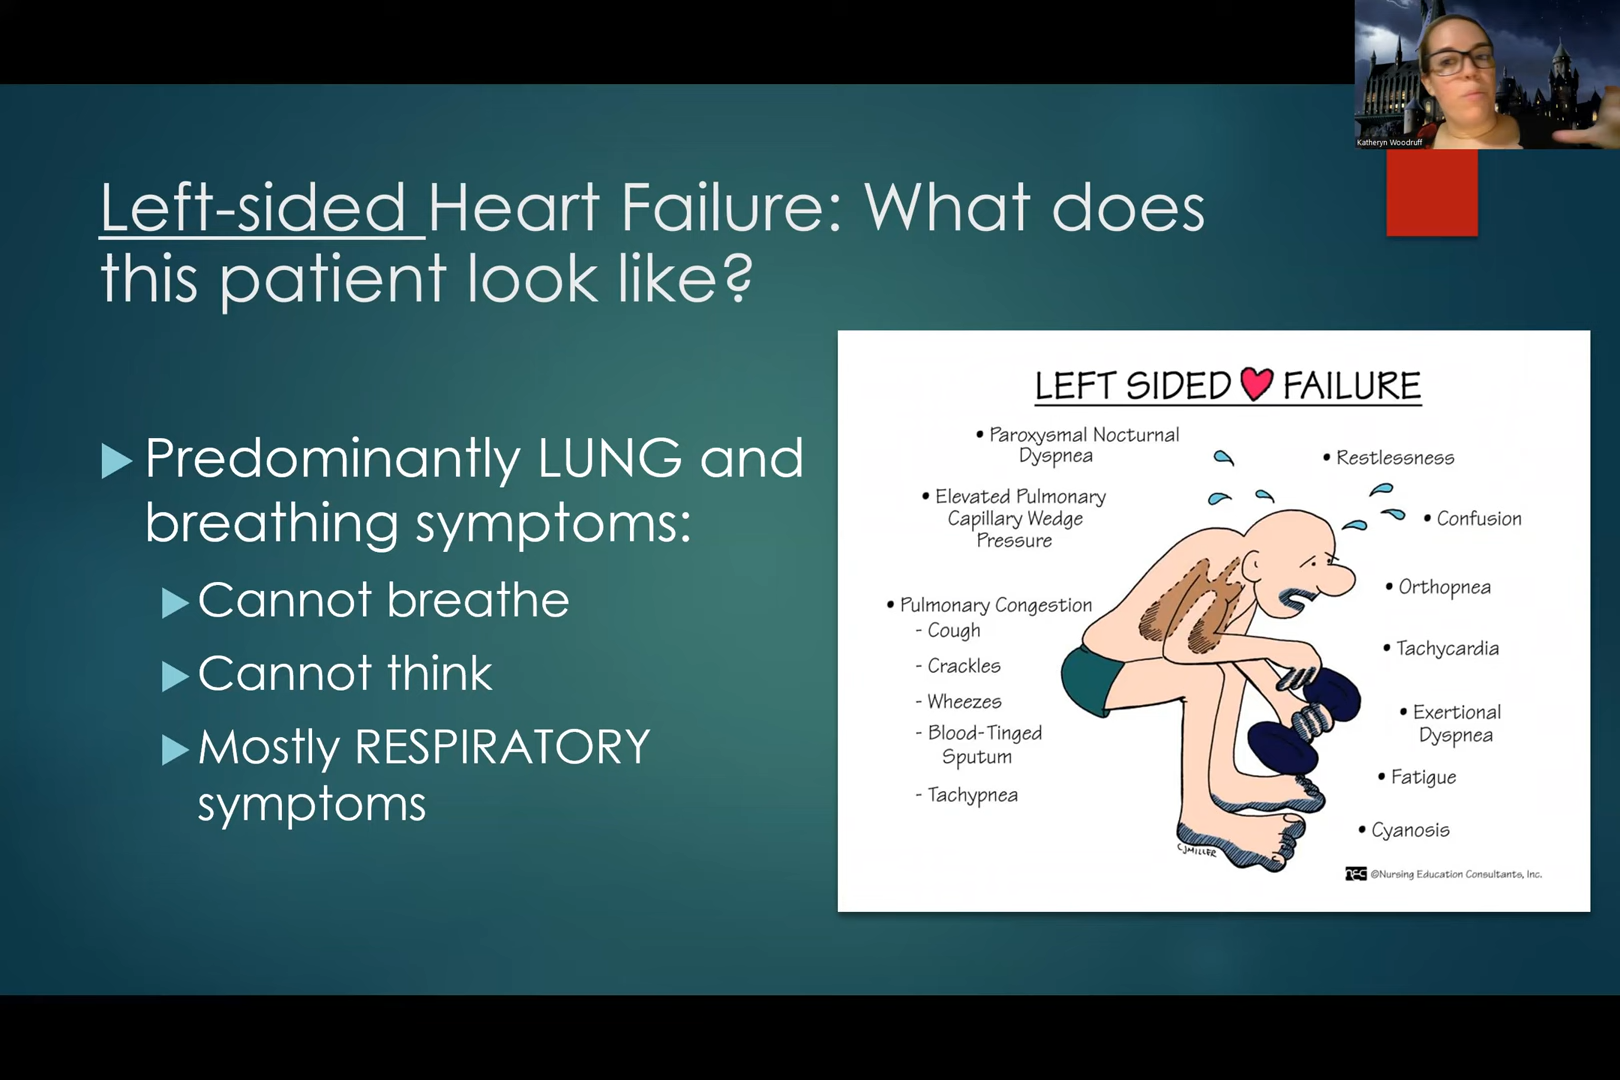 Katheryn Woodruff
Left-sided Heart Failure: What does
this patient look like?
Predominantly LUNG and
breathing symptoms:
Cannot breathe
Cannot think
Mostly RESPIRATORY
symptoms
LEFT SIDED FAILURE
• Paroxysmal Nocturnal
Dyspnea
• Elevated Pulmonary
Capillary Wedge
Pressure
• Pulmonary Congestion
- Cough
- Crackles
- Wheezes
- Blood-Tinged
Sputum
- Tachypnea
• Restlessness
• Confusion
• Orthopnea
• Tachycardia
• Exertional
Dyspnea
• Fatigue
• Cyanosis
CJMILLER
nec ©Nursing Education Consultants, Inc.